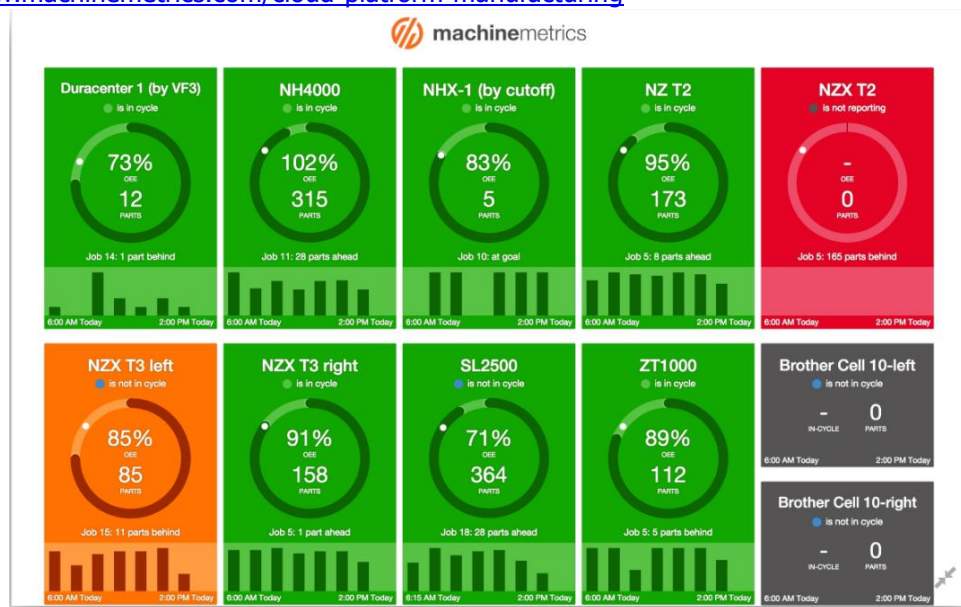 w.machinemetrics.com/cloud-platform-manufacturing
machinemetrics
Duracenter 1 (by VF3)
is in cycle
73%
OEE
12
PARTS
Job 14: 1 part behind
6:00 AM Today 2:00 PM Today
NH4000
is in cycle
102%
OEE
315
PARTS
Job 11: 28 parts ahead
6:00 AM Today 2:00 PM Today
NHX-1 (by cutoff)
is in cycle
83%
OEE
5
PARTS
Job 10: at goal
6:00 AM Today 2:00 PM Today
NZ T2
is in cycle
95%
OEE
173
PARTS
Job 5: 8 parts ahead
6:00 AM Today 2:00 PM Today
NZX T2
is not reporting
-
OEE
0
PARTS
Job 5: 165 parts behind
6:00 AM Today 2:00 PM Today
NZX T3 left
is not in cycle
85%
OEE
85
PARTS
Job 15: 11 parts behind
6:00 AM Today 2:00 PM Today
NZX T3 right
is in cycle
91%
OEE
158
PARTS
Job 5: 1 part ahead
6:00 AM Today 2:00 PM Today
SL2500
is not in cycle
71%
OEE
364
PARTS
Job 18: 28 parts ahead
6:15 AM Today 2:00 PM Today
ZT1000
is in cycle
89%
OEE
112
PARTS
Job 5: 5 parts behind
6:00 AM Today 2:00 PM Today
Brother Cell 10-left
is not in cycle
- 0
IN-CYCLE PARTS
6:00 AM Today 2:00 PM Today
Brother Cell 10-right
is not in cycle
- 0
IN-CYCLE PARTS
6:00 AM Today 2:00 PM Today